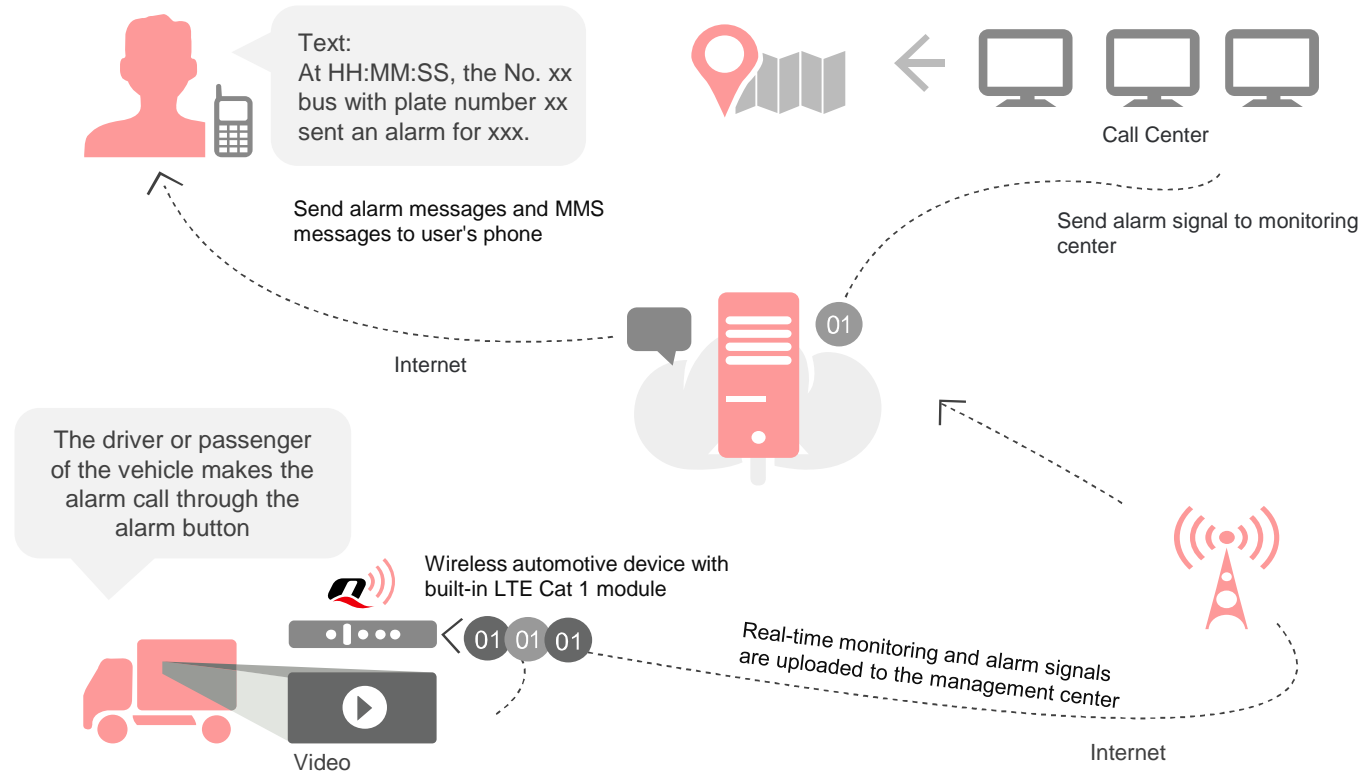 Text:
At HH:MM:SS, the No. xx
bus with plate number xx
sent an alarm for xxx.
Call Center
Send alarm messages and MMS
messages to user's phone
Send alarm signal to monitoring
center
01
Internet
The driver or passenger
of the vehicle makes the
alarm call through the
alarm button
Wireless automotive device with
built-in LTE Cat 1 module
01 01 01
Real-time monitoring and alarm signals
are uploaded to the management center
Video
Internet